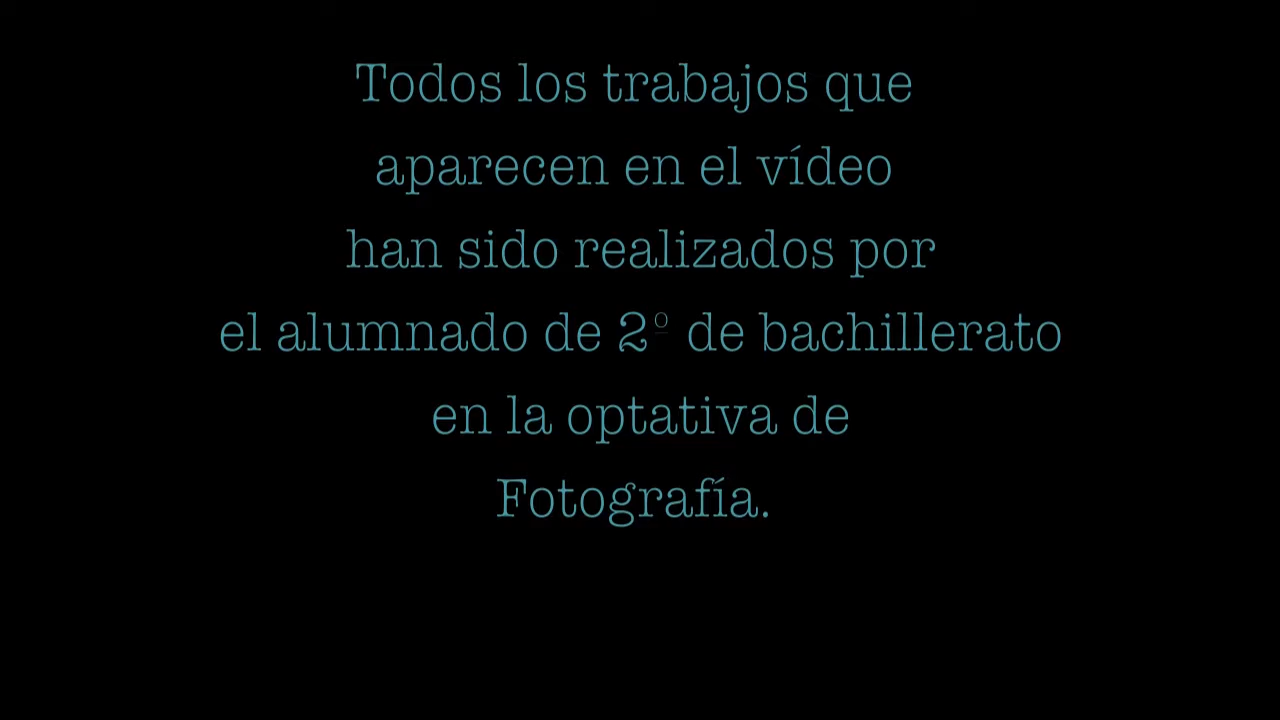 Todos los trabajos que
aparecen en el vídeo
han sido realizados por
el alumnado de 2º de bachillerato
en la optativa de
Fotografía.